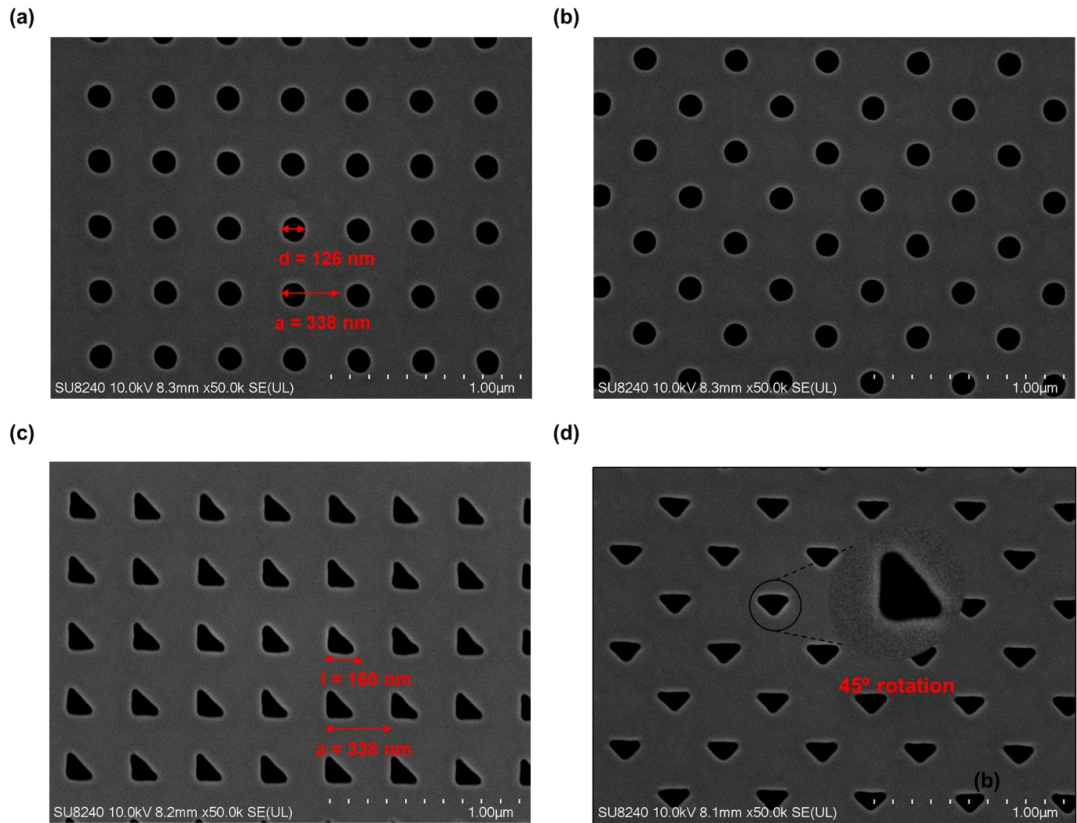 (a)
(b)
d = 126 nm
a = 338 nm
SU8240 10.0kV 8.3mm x50.0k SE(UL)
1.00μm
SU8240 10.0kV 8.3mm x50.0k SE(UL)
1.00μm
(c)
(d)
l = 160 nm
a = 338 nm
45° rotation
(b)
SU8240 10.0kV 8.2mm x50.0k SE(UL)
1.00μm
SU8240 10.0kV 8.1mm x50.0k SE(UL)
1.00μm